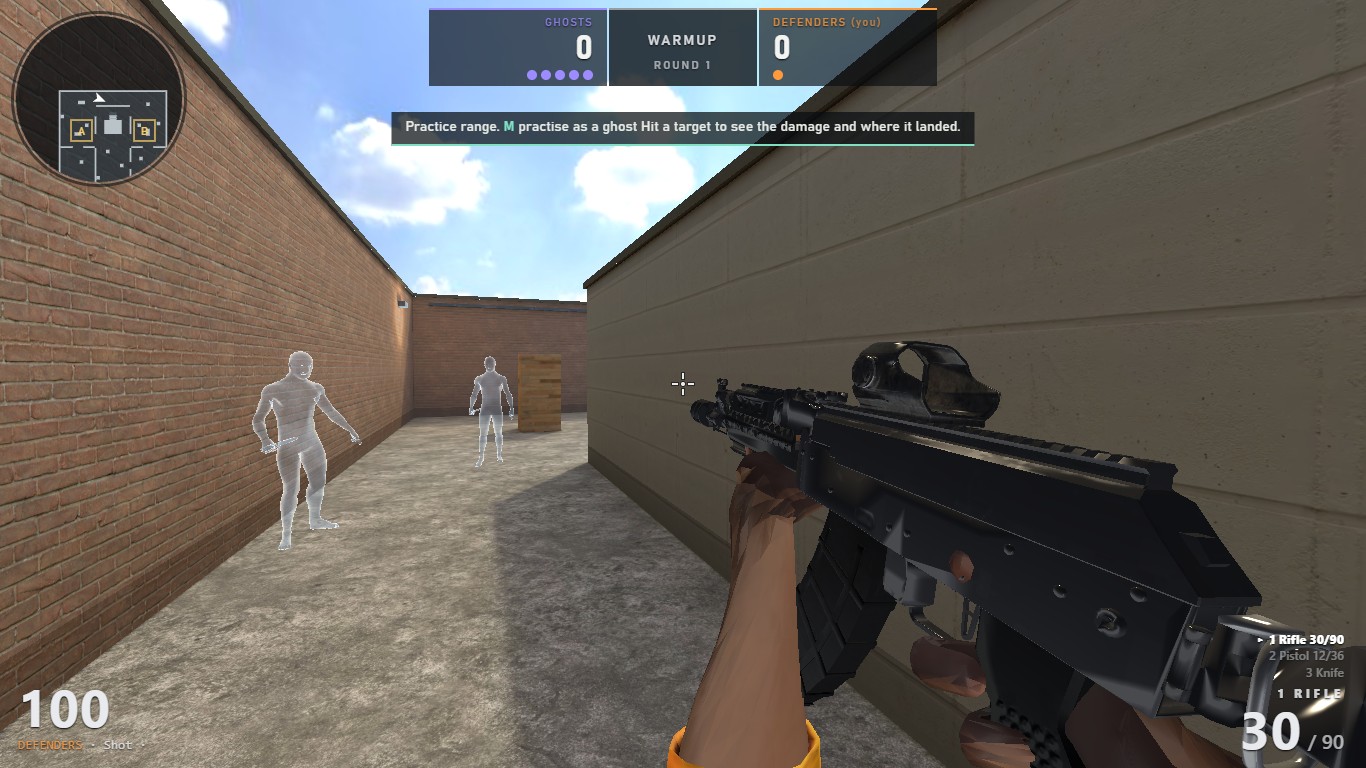 GHOSTS
0
WARMUP
ROUND 1
DEFENDERS (you)
0
Practice range. M practise as a ghost Hit a target to see the damage and where it landed.
A
B
1 Rifle 30/90
2 Pistol 12/36
3 Knife
1 RIFLE
30 / 90
100
DEFENDERS · Shot ·